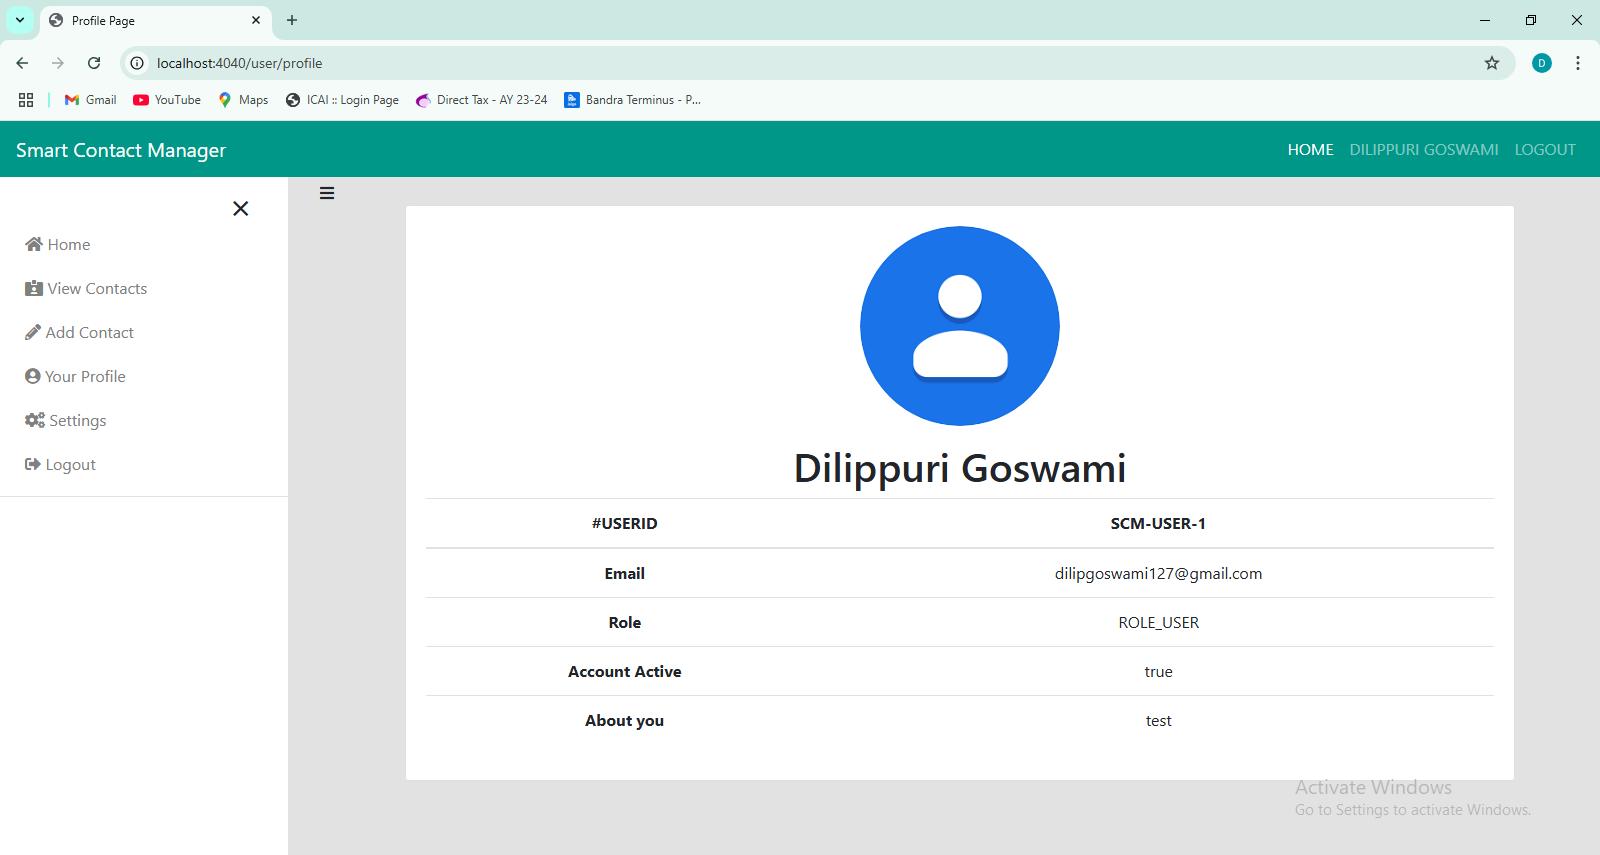 Profile Page
localhost:4040/user/profile
Gmail YouTube Maps ICAI :: Login Page Direct Tax - AY 23-24 Bandra Terminus - P...
D
Smart Contact Manager HOME DILIPPURI GOSWAMI LOGOUT
Home
View Contacts
Add Contact
Your Profile
Settings
Logout
Dilippuri Goswami
#USERID SCM-USER-1
Email dilipgoswami127@gmail.com
Role ROLE_USER
Account Active true
About you test
Activate Windows
Go to Settings to activate Windows.